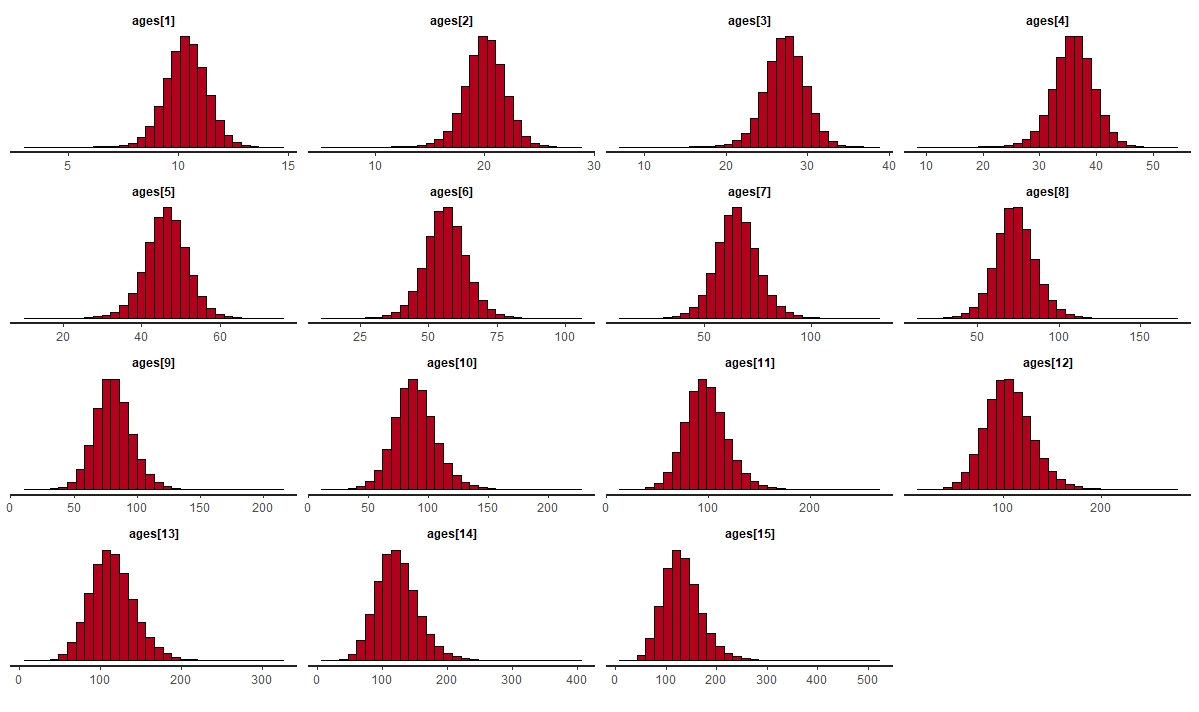 ages[1] ages[2] ages[3] ages[4]
5 10 15 10 20 30 10 20 30 40 10 20 30 40 50
ages[5] ages[6] ages[7] ages[8]
20 40 60 25 50 75 100 50 100 50 100 150
ages[9] ages[10] ages[11] ages[12]
0 50 100 150 200 0 50 100 150 200 0 100 200 100 200
ages[13] ages[14] ages[15]
0 100 200 300 0 100 200 300 400 0 100 200 300 400 500